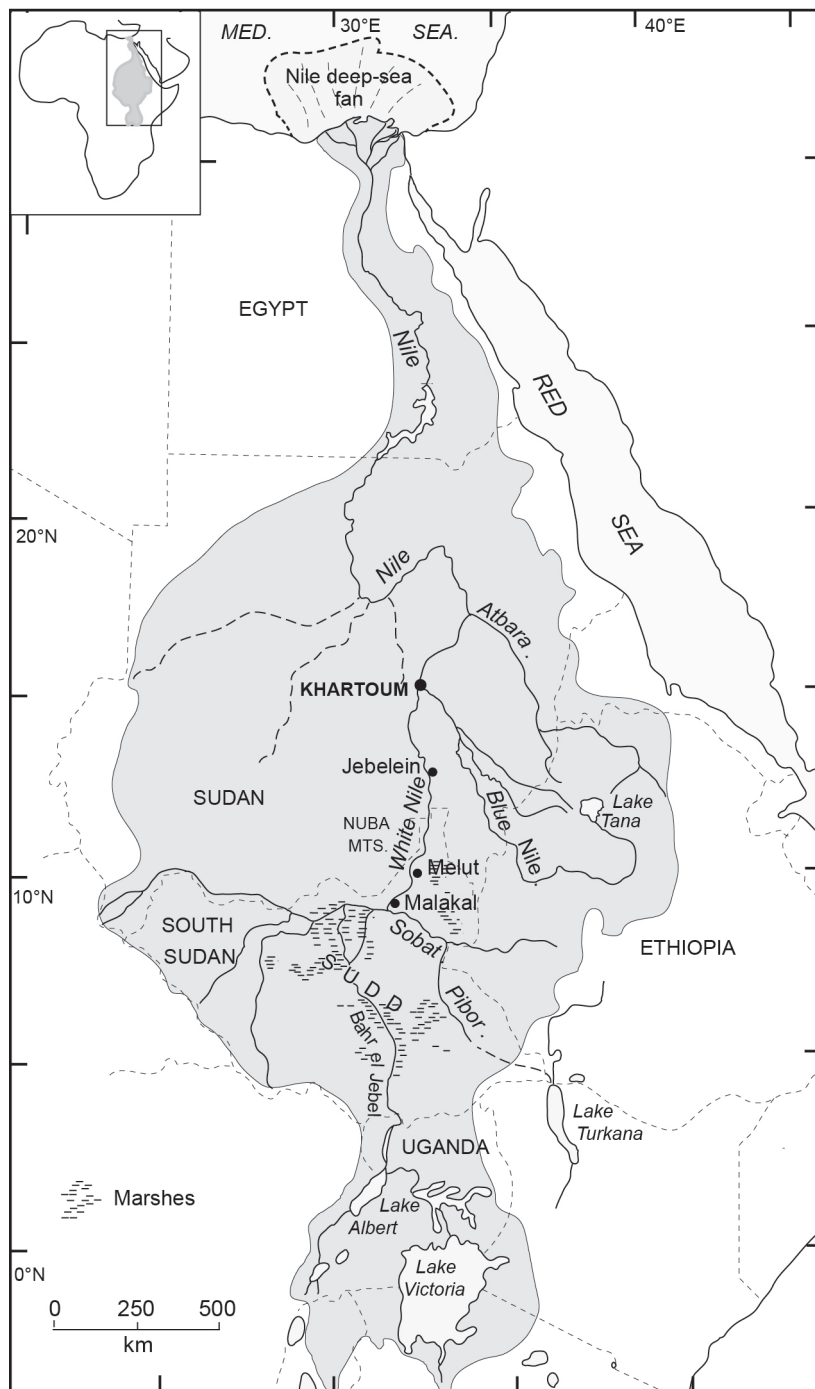 30°E
40°E
MED. SEA.
Nile deep-sea
fan
EGYPT
Nile
RED
SEA
20°N
Nile
Atbara .
KHARTOUM
Jebelein
SUDAN
White Nile
NUBA
MTS.
Blue Nile.
Lake
Tana
Melut
10°N
Malakal
SOUTH
SUDAN
Sobat
ETHIOPIA
SUDD
Pibor .
Bahr el Jebel
Lake
Turkana
UGANDA
Marshes
Lake
Albert
Lake
Victoria
0°N
0 250 500
km